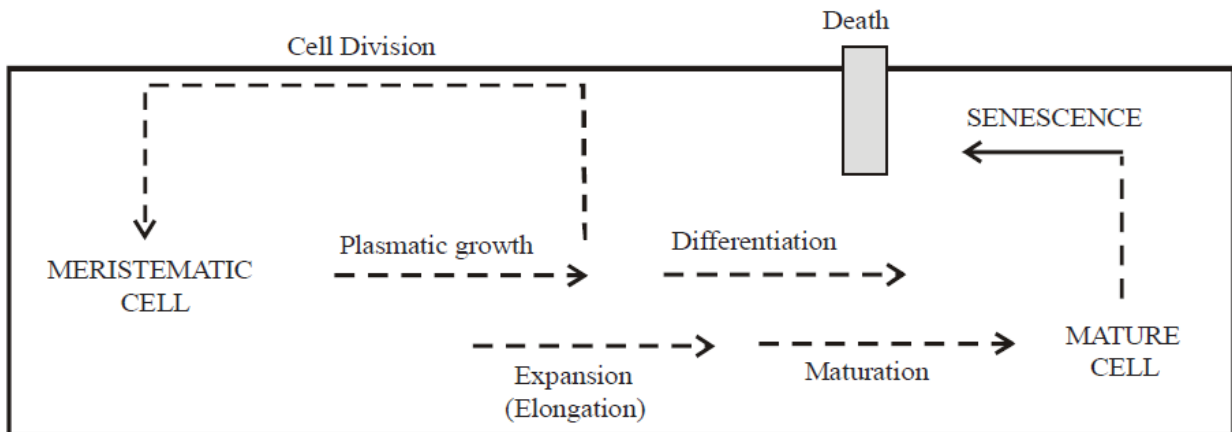 Death
Cell Division
SENESCENCE
Plasmatic growth
Differentiation
MERISTEMATIC
CELL
MATURE
CELL
Expansion
(Elongation)
Maturation